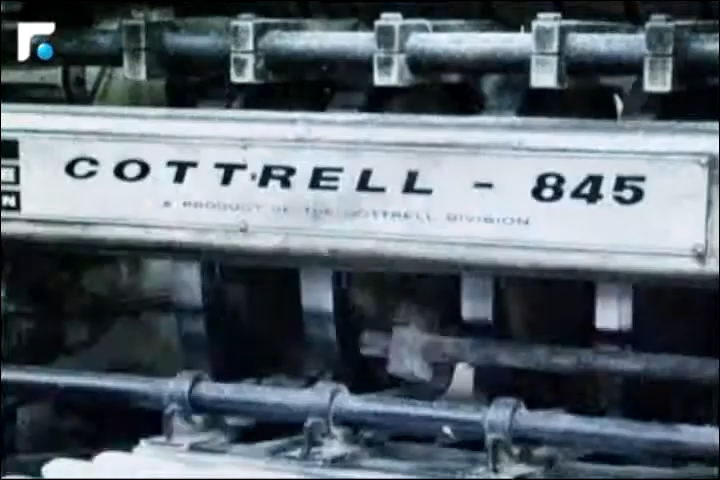 COTTRELL - 845
A PRODUCT OF THE COTTRELL DIVISION